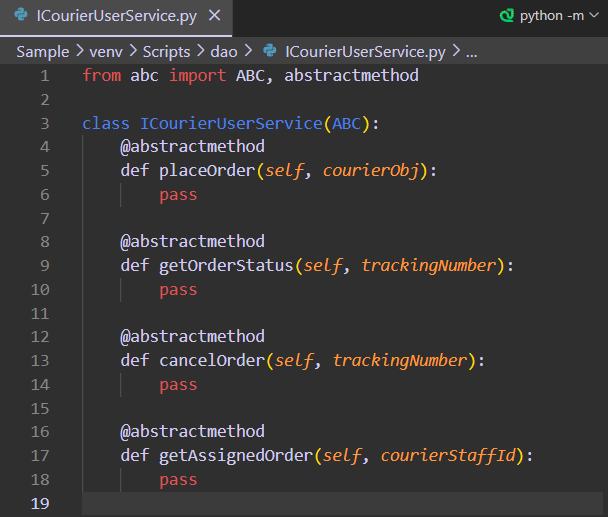 ICourierUserService.py ×
python -m
Sample > venv > Scripts > dao > ICourierUserService.py > ...
1 from abc import ABC, abstractmethod
2
3 class ICourierUserService(ABC):
4     @abstractmethod
5     def placeOrder(self, courierObj):
6         pass
7
8     @abstractmethod
9     def getOrderStatus(self, trackingNumber):
10         pass
11
12     @abstractmethod
13     def cancelOrder(self, trackingNumber):
14         pass
15
16     @abstractmethod
17     def getAssignedOrder(self, courierStaffId):
18         pass
19